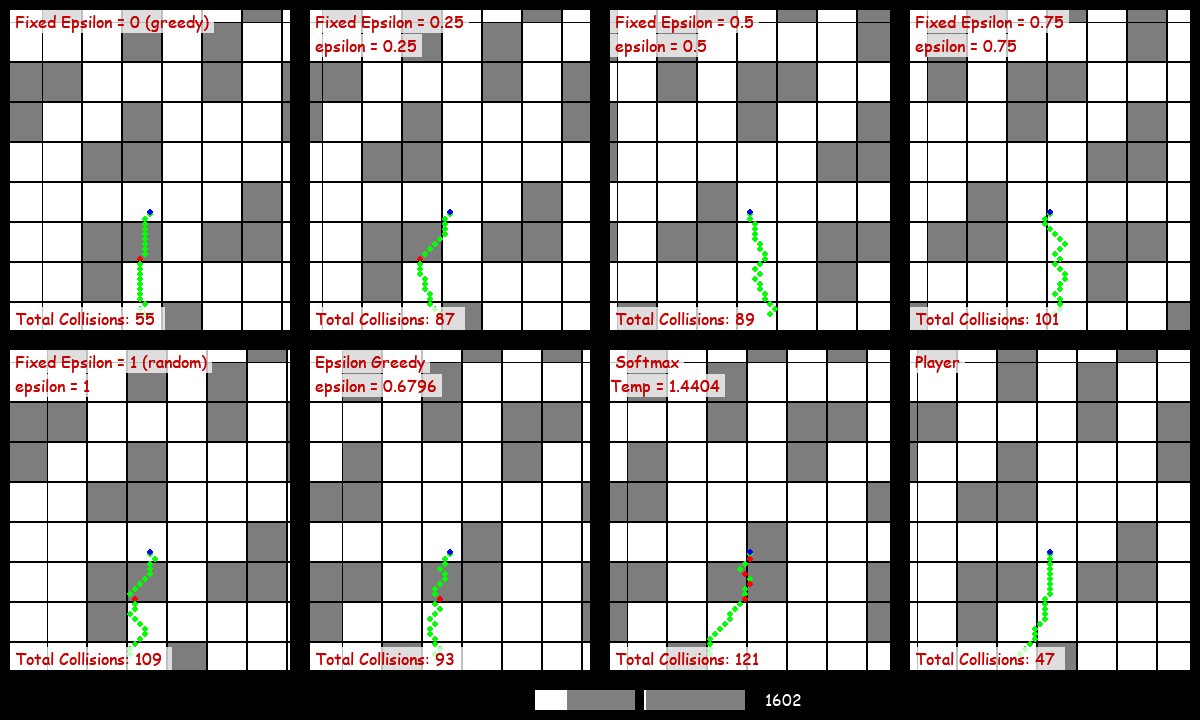 Fixed Epsilon = 0 (greedy)
Total Collisions: 55
Fixed Epsilon = 0.25
epsilon = 0.25
Total Collisions: 87
Fixed Epsilon = 0.5
epsilon = 0.5
Total Collisions: 89
Fixed Epsilon = 0.75
epsilon = 0.75
Total Collisions: 101
Fixed Epsilon = 1 (random)
epsilon = 1
Total Collisions: 109
Epsilon Greedy
epsilon = 0.6796
Total Collisions: 93
Softmax
Temp = 1.4404
Total Collisions: 121
Player
Total Collisions: 47
1602